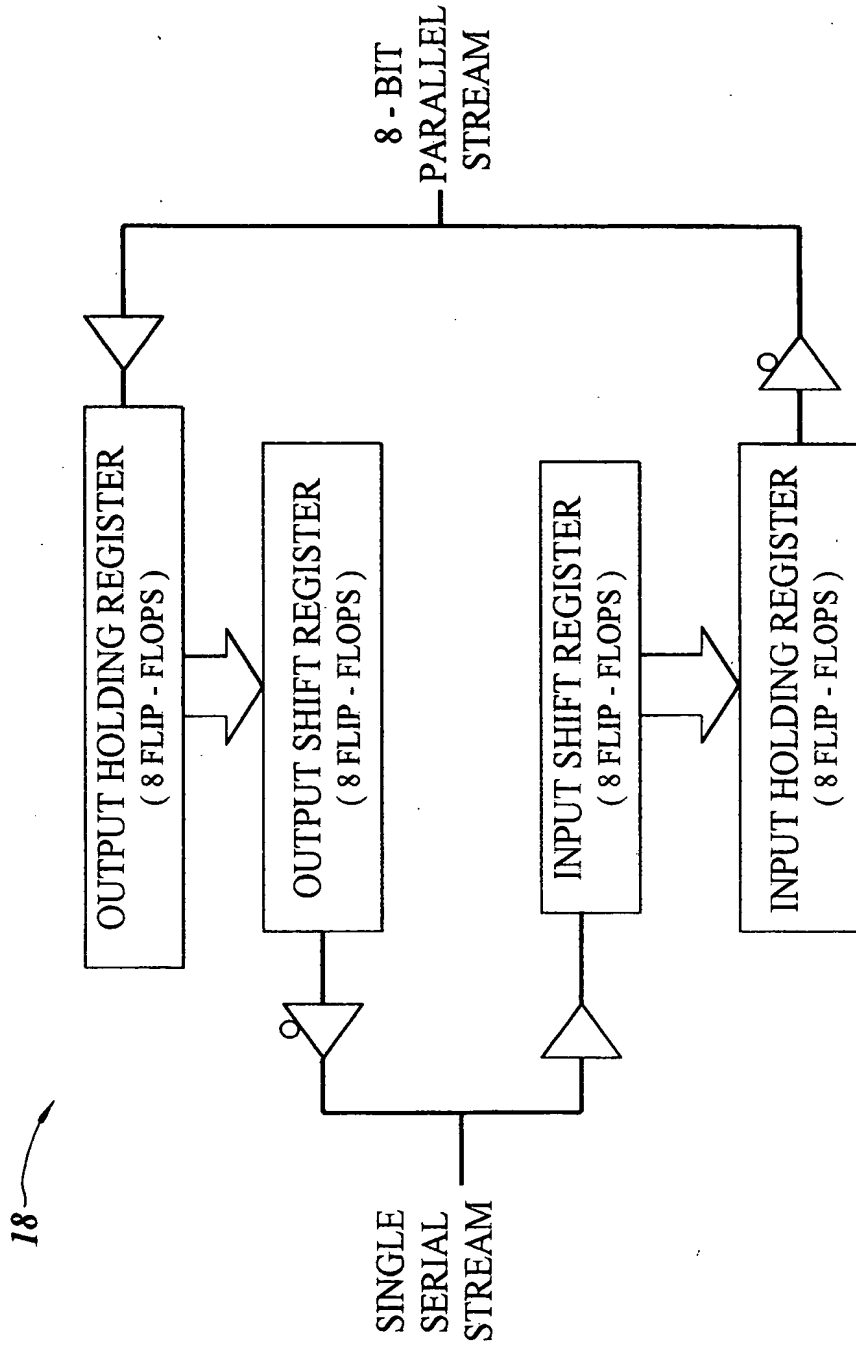 18
OUTPUT HOLDING REGISTER
( 8 FLIP - FLOPS )
OUTPUT SHIFT REGISTER
( 8 FLIP - FLOPS )
8 - BIT
PARALLEL
STREAM
SINGLE
SERIAL
STREAM
INPUT SHIFT REGISTER
( 8 FLIP - FLOPS )
INPUT HOLDING REGISTER
( 8 FLIP - FLOPS )